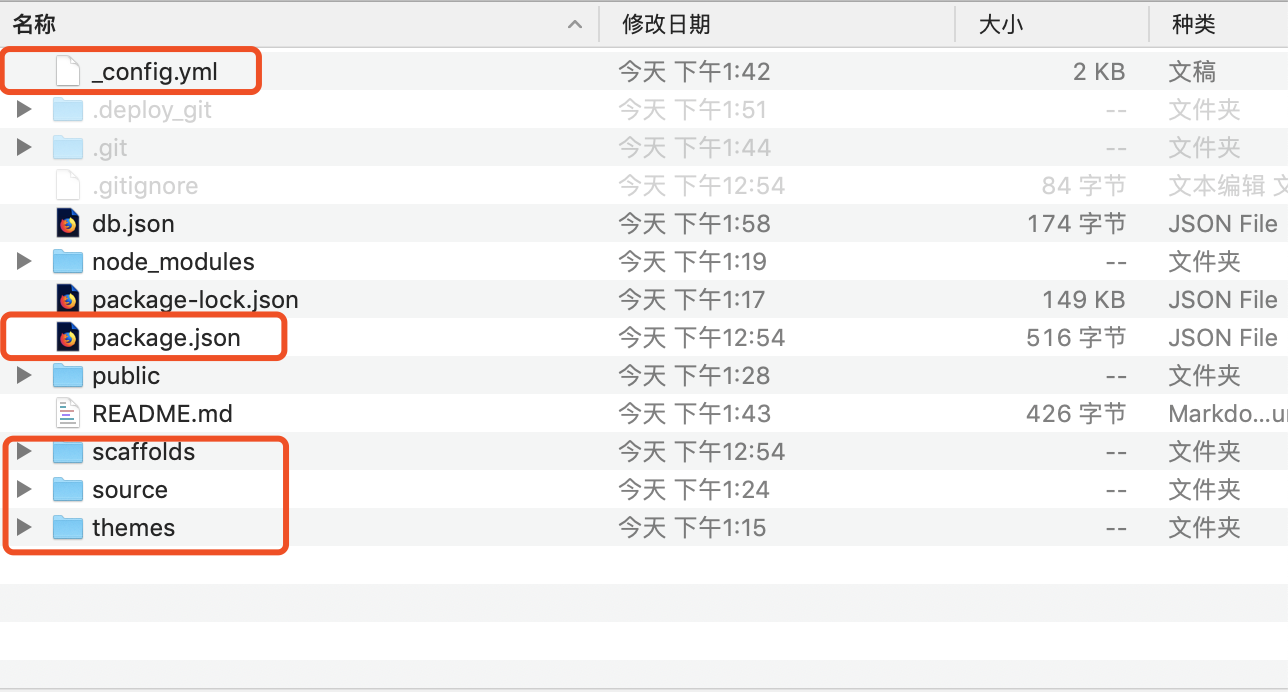 名称 修改日期 大小 种类
_config.yml 今天 下午1:42 2 KB 文稿
.deploy_git 今天 下午1:51 -- 文件夹
.git 今天 下午1:44 -- 文件夹
.gitignore 今天 下午12:54 84 字节 文本编辑 文
db.json 今天 下午1:58 174 字节 JSON File
node_modules 今天 下午1:19 -- 文件夹
package-lock.json 今天 下午1:17 149 KB JSON File
package.json 今天 下午12:54 516 字节 JSON File
public 今天 下午1:28 -- 文件夹
README.md 今天 下午1:43 426 字节 Markdo...u
scaffolds 今天 下午12:54 -- 文件夹
source 今天 下午1:24 -- 文件夹
themes 今天 下午1:15 -- 文件夹